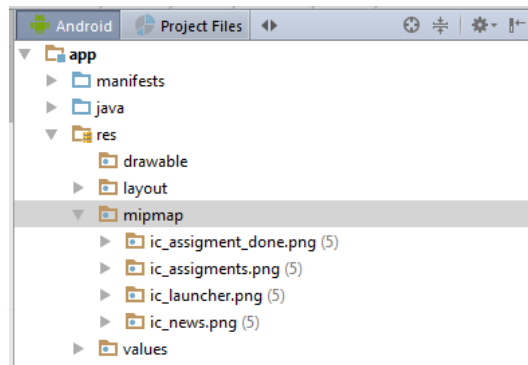 Android Project Files
app
manifests
java
res
drawable
layout
mipmap
ic_assigment_done.png (5)
ic_assigments.png (5)
ic_launcher.png (5)
ic_news.png (5)
values